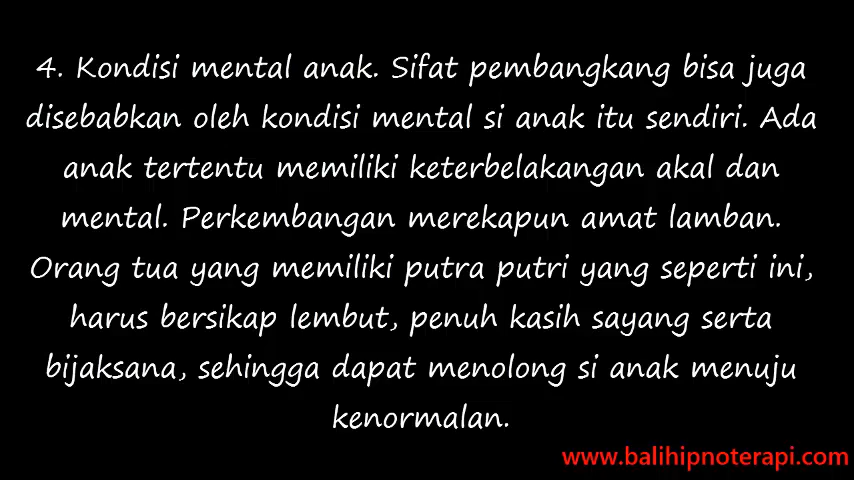 4. Kondisi mental anak. Sifat pembangkang bisa juga
disebabkan oleh kondisi mental si anak itu sendiri. Ada
anak tertentu memiliki keterbelakangan akal dan
mental. Perkembangan merekapun amat lamban.
Orang tua yang memiliki putra putri yang seperti ini,
harus bersikap lembut, penuh kasih sayang serta
bijaksana, sehingga dapat menolong si anak menuju
kenormalan.
www.balihipnoterapi.com